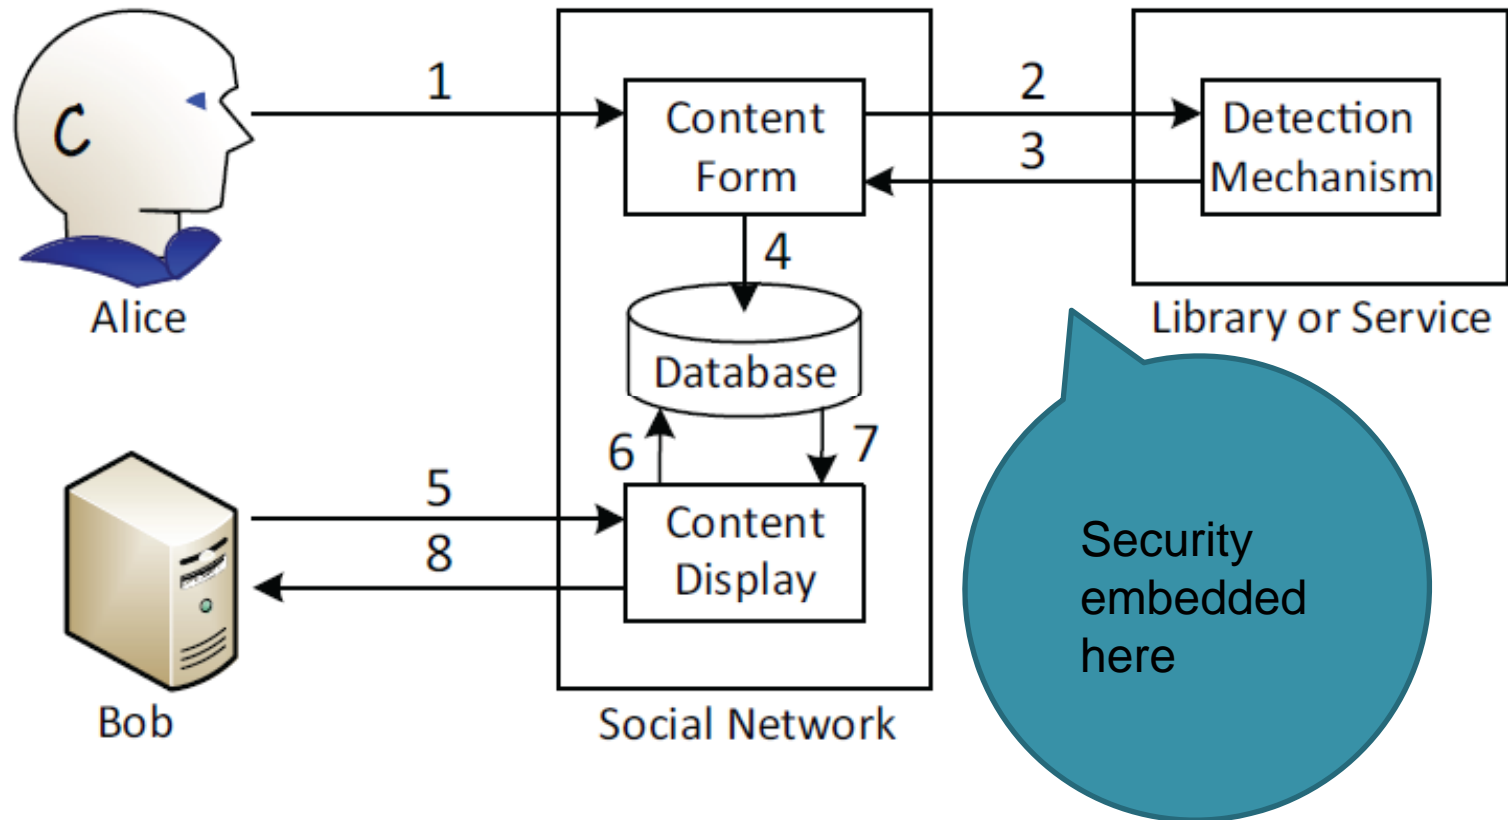 1
2
Content
Form
Detection
Mechanism
3
C
4
Alice
Library or Service
Database
6
7
5
Content
Display
8
Security
embedded
here
Bob
Social Network